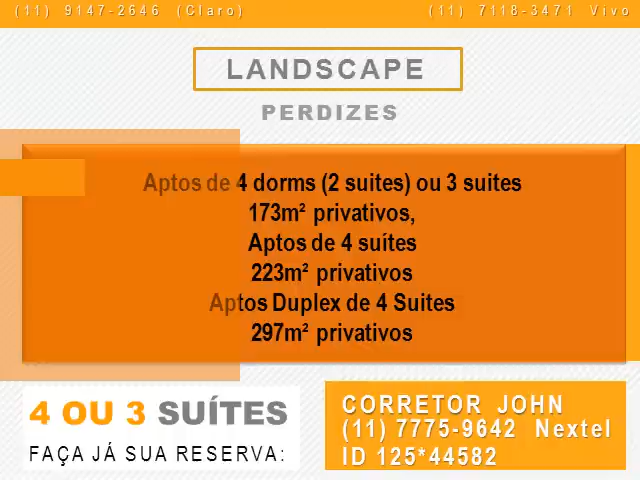 (11) 9147-2646 (Claro) (11) 7118-3471 Vivo
LANDSCAPE
PERDIZES
Aptos de 4 dorms (2 suites) ou 3 suites
173m² privativos,
Aptos de 4 suítes
223m² privativos
Aptos Duplex de 4 Suites
297m² privativos
4 OU 3 SUÍTES
FAÇA JÁ SUA RESERVA:
CORRETOR JOHN
(11) 7775-9642 Nextel
ID 125*44582